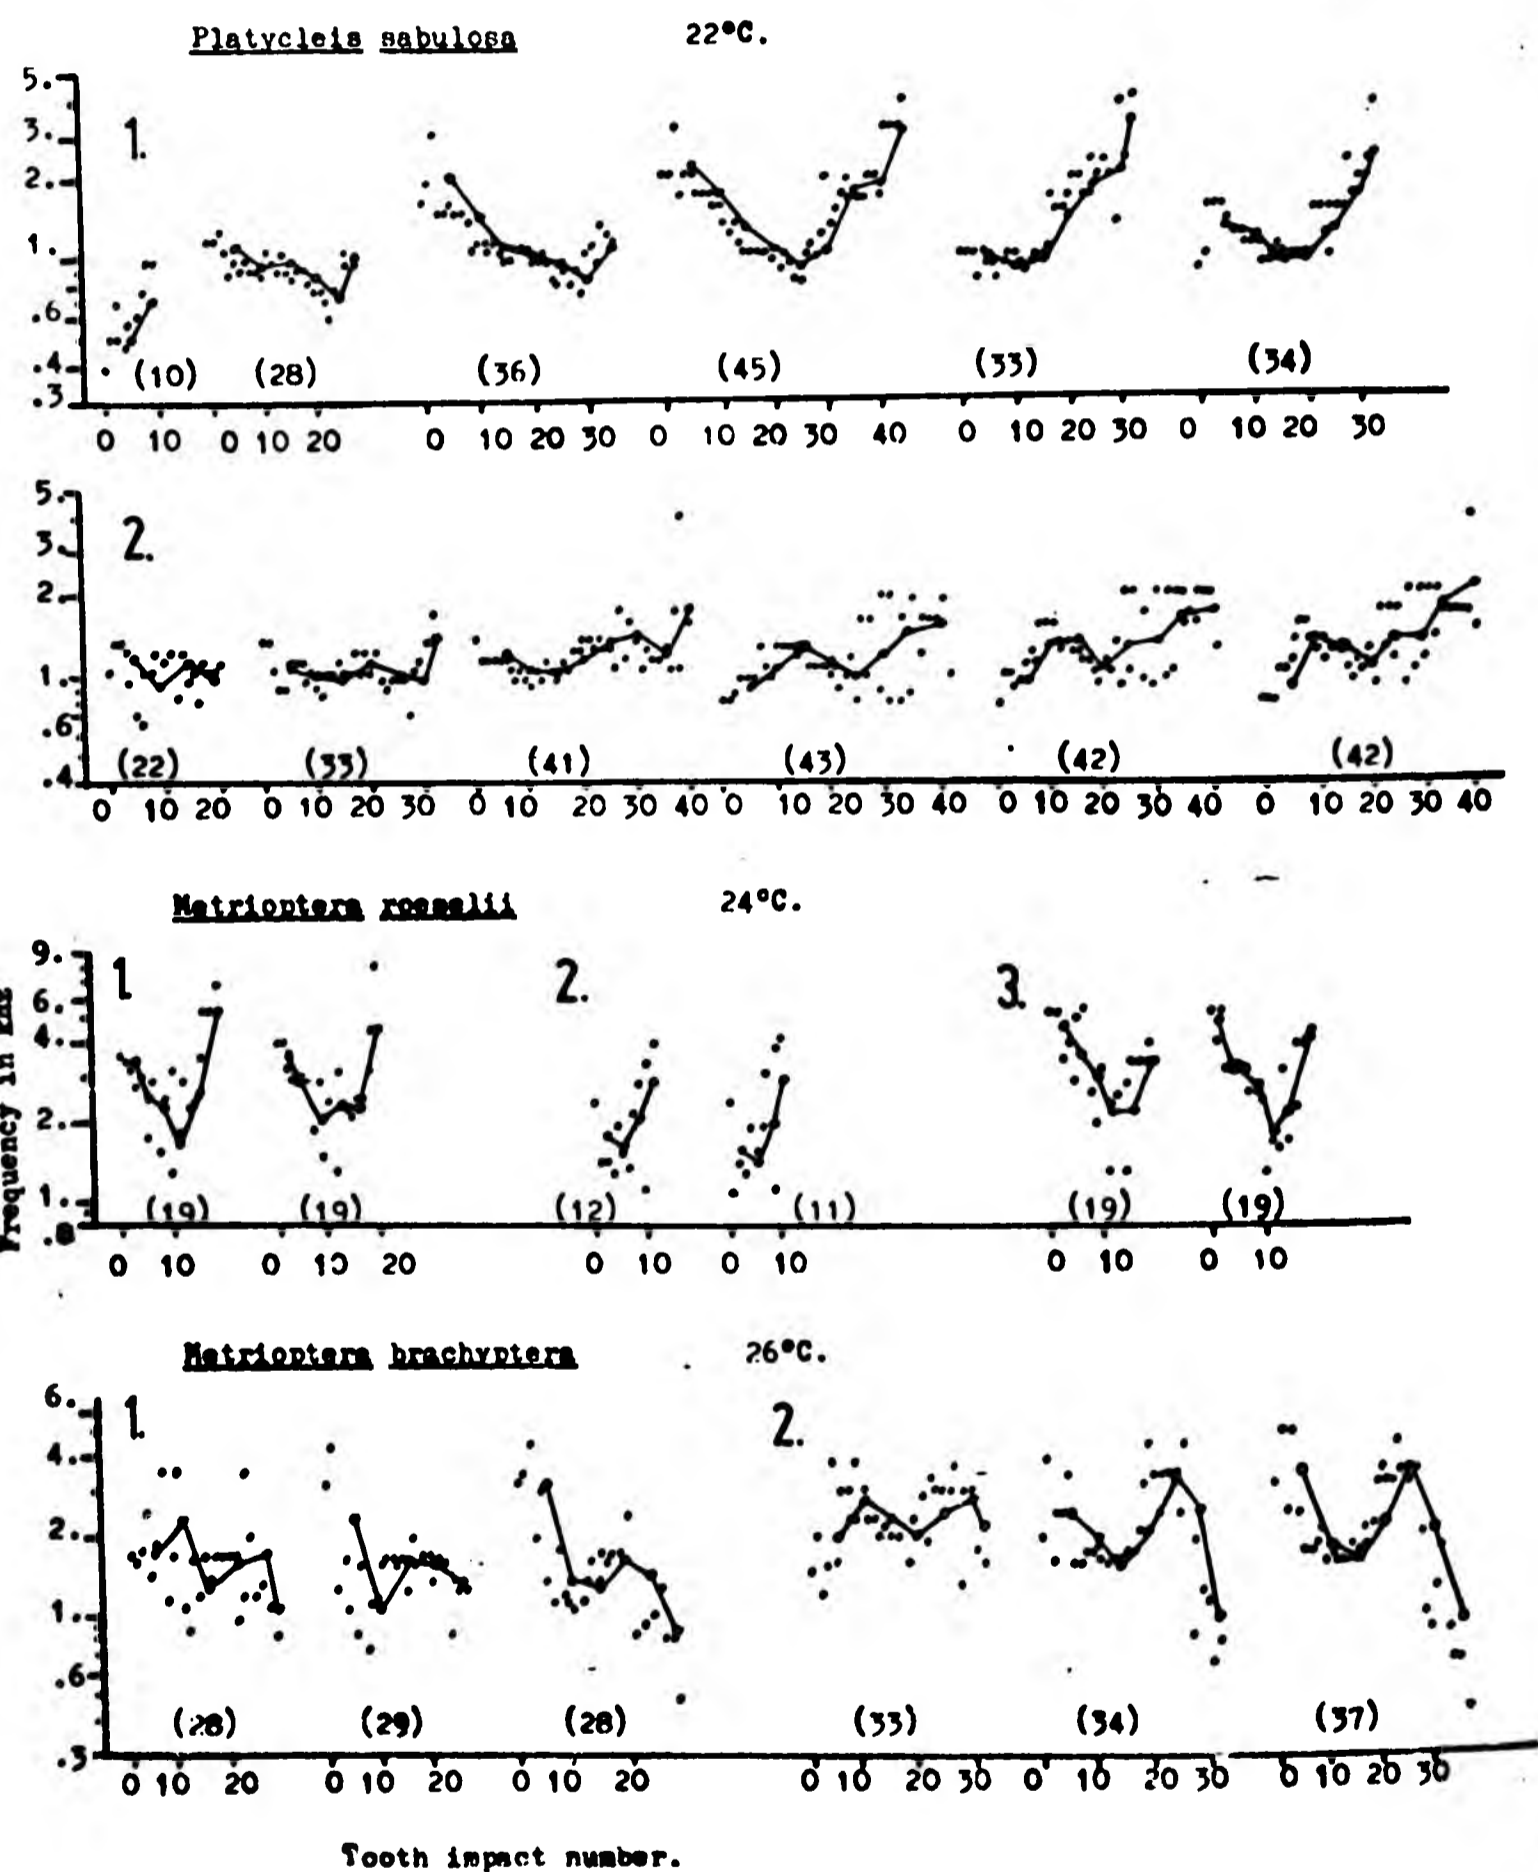 Platycleis sabulosa 22°C.
5.
3.
2.
1.
.6
.4
.3
1.
(10) (28) (36) (45) (33) (34)
0 10 0 10 20 0 10 20 30 0 10 20 30 40 0 10 20 30 0 10 20 30
5.
3.
2.
1.
.6
.4
2.
(22) (33) (41) (43) (42) (42)
0 10 20 0 10 20 30 0 10 20 30 40 0 10 20 30 40 0 10 20 30 40 0 10 20 30 40
Metrioptera roeselii 24°C.
Frequency in kHz
9.
6.
4.
2.
1.
.8
1. 2. 3.
(19) (19) (12) (11) (19) (19)
0 10 0 10 20 0 10 0 10 0 10 0 10
Metrioptera brachyptera 26°C.
6.
4.
2.
1.
.6
.3
1. 2.
(28) (29) (28) (33) (34) (37)
0 10 20 0 10 20 0 10 20 0 10 20 30 0 10 20 30 0 10 20 30
Tooth impact number.